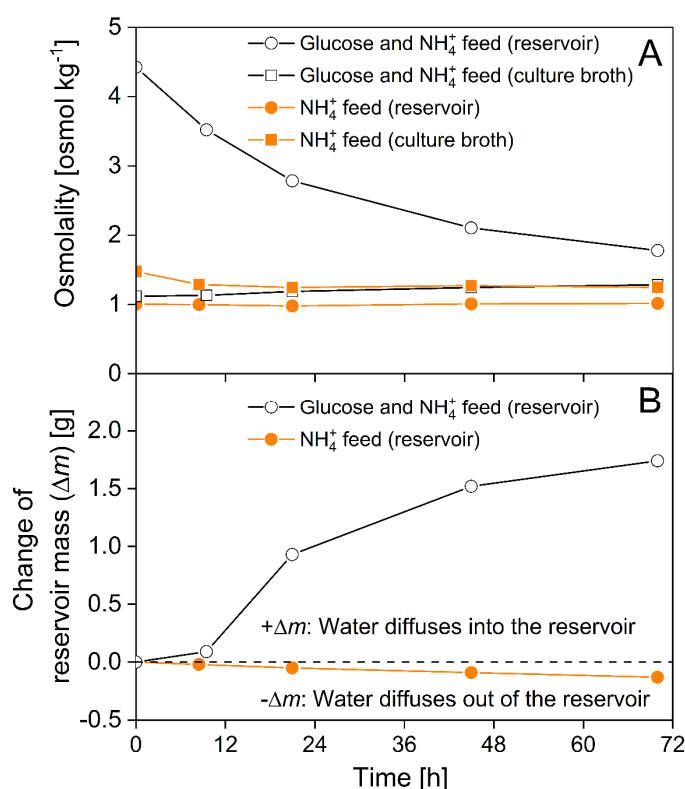 A
Glucose and NH₄⁺ feed (reservoir)
Glucose and NH₄⁺ feed (culture broth)
NH₄⁺ feed (reservoir)
NH₄⁺ feed (culture broth)
Osmolality [osmol kg⁻¹]
5
4
3
2
1
0
B
Glucose and NH₄⁺ feed (reservoir)
NH₄⁺ feed (reservoir)
Change of
reservoir mass (Δm) [g]
2.0
1.5
1.0
0.5
0.0
-0.5
+Δm: Water diffuses into the reservoir
-Δm: Water diffuses out of the reservoir
0 12 24 36 48 60 72
Time [h]